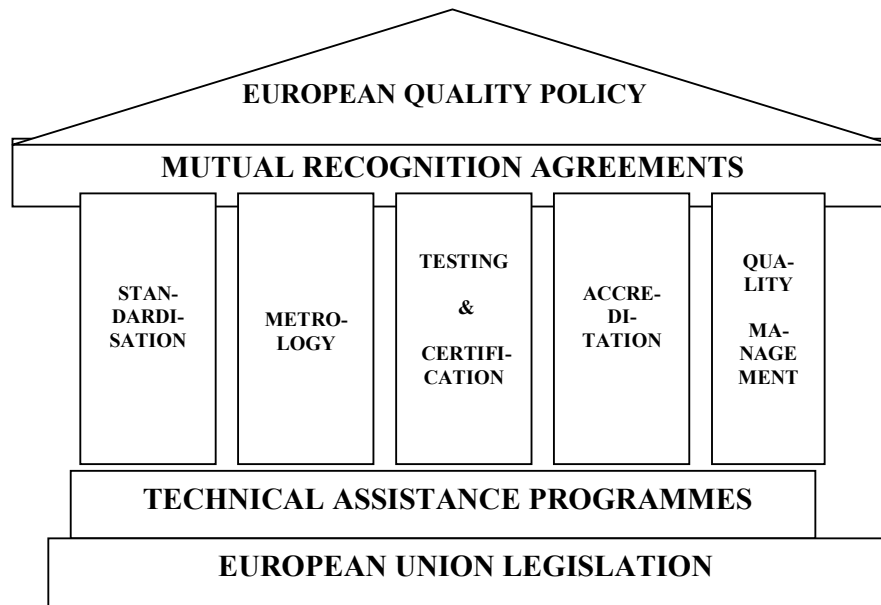 EUROPEAN QUALITY POLICY
MUTUAL RECOGNITION AGREEMENTS
STAN-
DARDI-
SATION
METRO-
LOGY
TESTING
&
CERTIFI-
CATION
ACCRE-
DI-
TATION
QUA-
LITY
MA-
NAGE
MENT
TECHNICAL ASSISTANCE PROGRAMMES
EUROPEAN UNION LEGISLATION